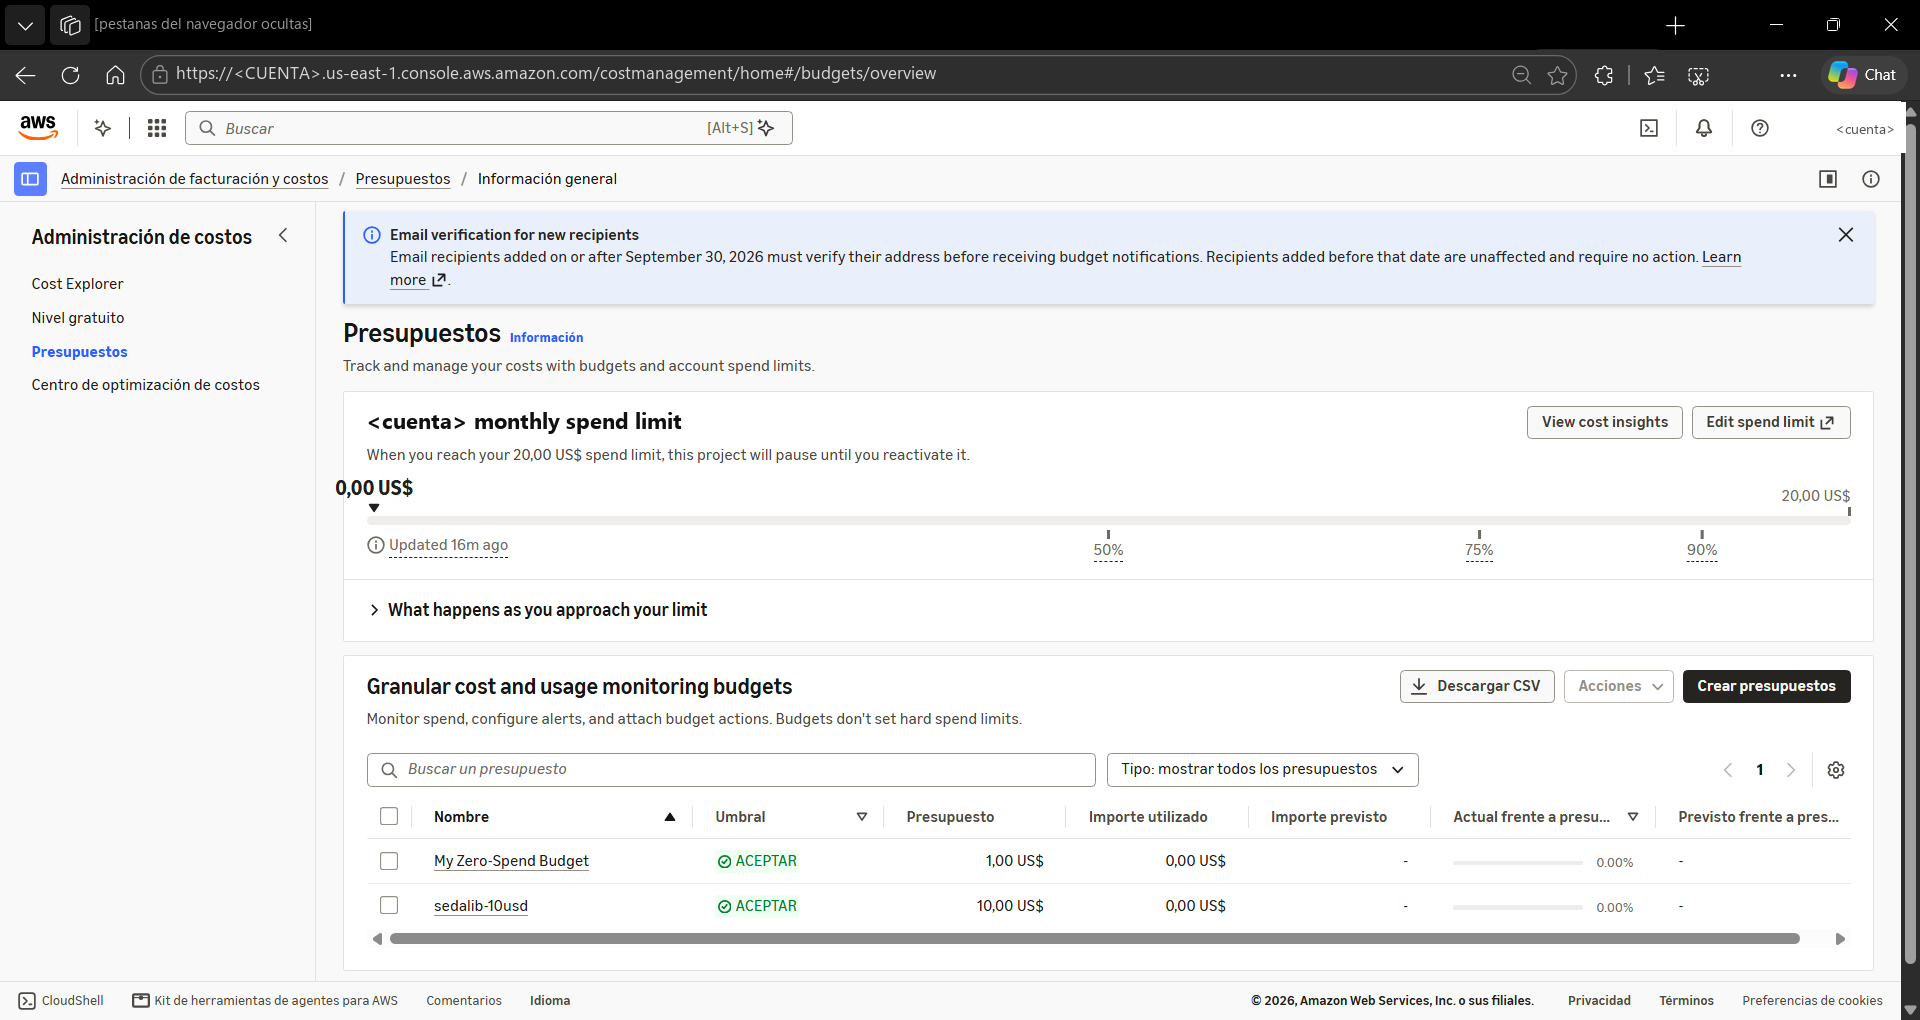 [pestanas del navegador ocultas]
https://<CUENTA>.us-east-1.console.aws.amazon.com/costmanagement/home#/budgets/overview
Chat
aws
Buscar
[Alt+S]
<cuenta>
Administración de facturación y costos / Presupuestos / Información general
Administración de costos
Cost Explorer
Nivel gratuito
Presupuestos
Centro de optimización de costos
Email verification for new recipients
Email recipients added on or after September 30, 2026 must verify their address before receiving budget notifications. Recipients added before that date are unaffected and require no action. Learn
more .
Presupuestos Información
Track and manage your costs with budgets and account spend limits.
<cuenta> monthly spend limit
View cost insights
Edit spend limit
When you reach your 20,00 US$ spend limit, this project will pause until you reactivate it.
0,00 US$
20,00 US$
Updated 16m ago
50%
75%
90%
What happens as you approach your limit
Granular cost and usage monitoring budgets
Descargar CSV
Acciones
Crear presupuestos
Monitor spend, configure alerts, and attach budget actions. Budgets don't set hard spend limits.
Buscar un presupuesto
Tipo: mostrar todos los presupuestos
1
Nombre Umbral Presupuesto Importe utilizado Importe previsto Actual frente a presu... Previsto frente a pres...
My Zero-Spend Budget ACEPTAR 1,00 US$ 0,00 US$ - 0.00% -
sedalib-10usd ACEPTAR 10,00 US$ 0,00 US$ - 0.00% -
CloudShell Kit de herramientas de agentes para AWS Comentarios Idioma © 2026, Amazon Web Services, Inc. o sus filiales. Privacidad Términos Preferencias de cookies